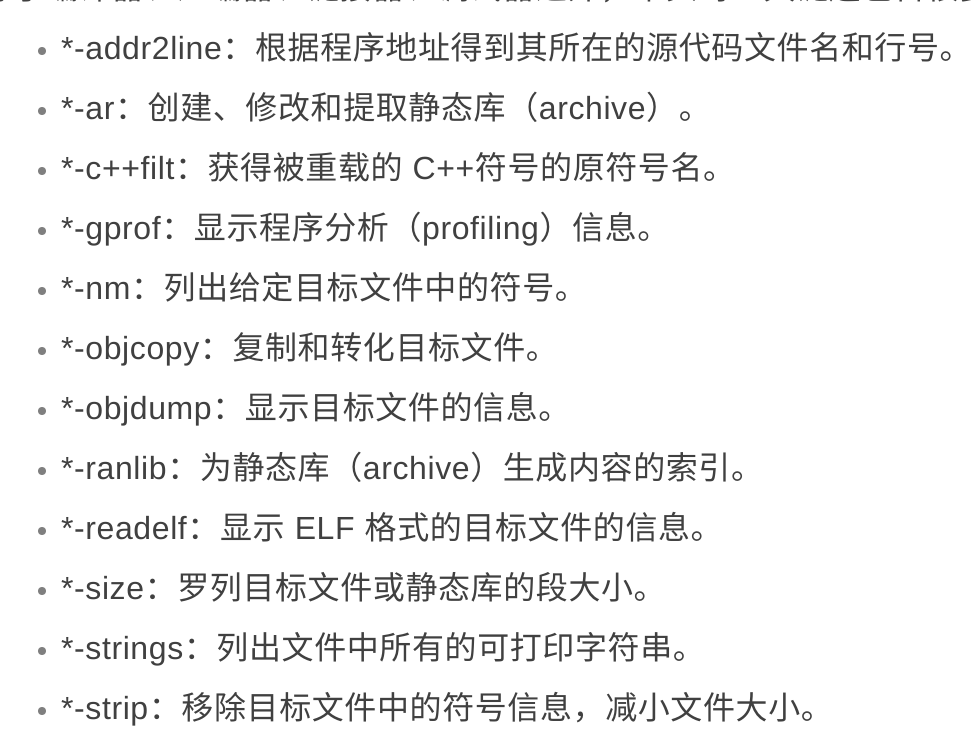 *-addr2line：根据程序地址得到其所在的源代码文件名和行号。
*-ar：创建、修改和提取静态库（archive）。
*-c++filt：获得被重载的 C++符号的原符号名。
*-gprof：显示程序分析（profiling）信息。
*-nm：列出给定目标文件中的符号。
*-objcopy：复制和转化目标文件。
*-objdump：显示目标文件的信息。
*-ranlib：为静态库（archive）生成内容的索引。
*-readelf：显示 ELF 格式的目标文件的信息。
*-size：罗列目标文件或静态库的段大小。
*-strings：列出文件中所有的可打印字符串。
*-strip：移除目标文件中的符号信息，减小文件大小。